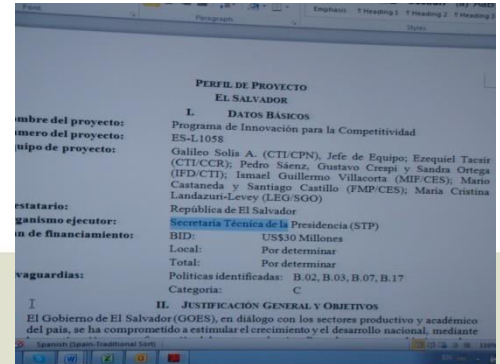 Font
Paragraph
Emphasis ¶ Heading 1 ¶ Heading 2 ¶ Heading 3
Styles
PERFIL DE PROYECTO
EL SALVADOR
I. DATOS BÁSICOS
mbre del proyecto: Programa de Innovación para la Competitividad
mero del proyecto: ES-L1058
uipo de proyecto: Galileo Solís A. (CTI/CPN), Jefe de Equipo; Ezequiel Tacsir
(CTI/CCR); Pedro Sáenz, Gustavo Crespi y Sandra Ortega
(IFD/CTI); Ismael Guillermo Villacorta (MIF/CES); Mario
Castaneda y Santiago Castillo (FMP/CES); Maria Cristina
Landazuri-Levey (LEG/SGO)
estatario: República de El Salvador
ganismo ejecutor: Secretaria Técnica de la Presidencia (STP)
n de financiamiento: BID: US$30 Millones
Local: Por determinar
Total: Por determinar
vaguardias: Políticas identificadas: B.02, B.03, B.07, B.17
Categoria: C
II. JUSTIFICACIÓN GENERAL Y OBJETIVOS
El Gobierno de El Salvador (GOES), en diálogo con los sectores productivo y académico
del país, se ha comprometido a estimular el crecimiento y el desarrollo nacional, mediante
Spanish (Spain-Traditional Sort)